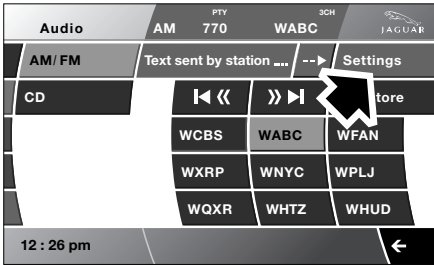 Audio AM PTY 770 WABC 3CH JAGUAR
AM/FM Text sent by station .... --> Settings
CD tore
WCBS WABC WFAN
WXRP WNYC WPLJ
WQXR WHTZ WHUD
12 : 26 pm